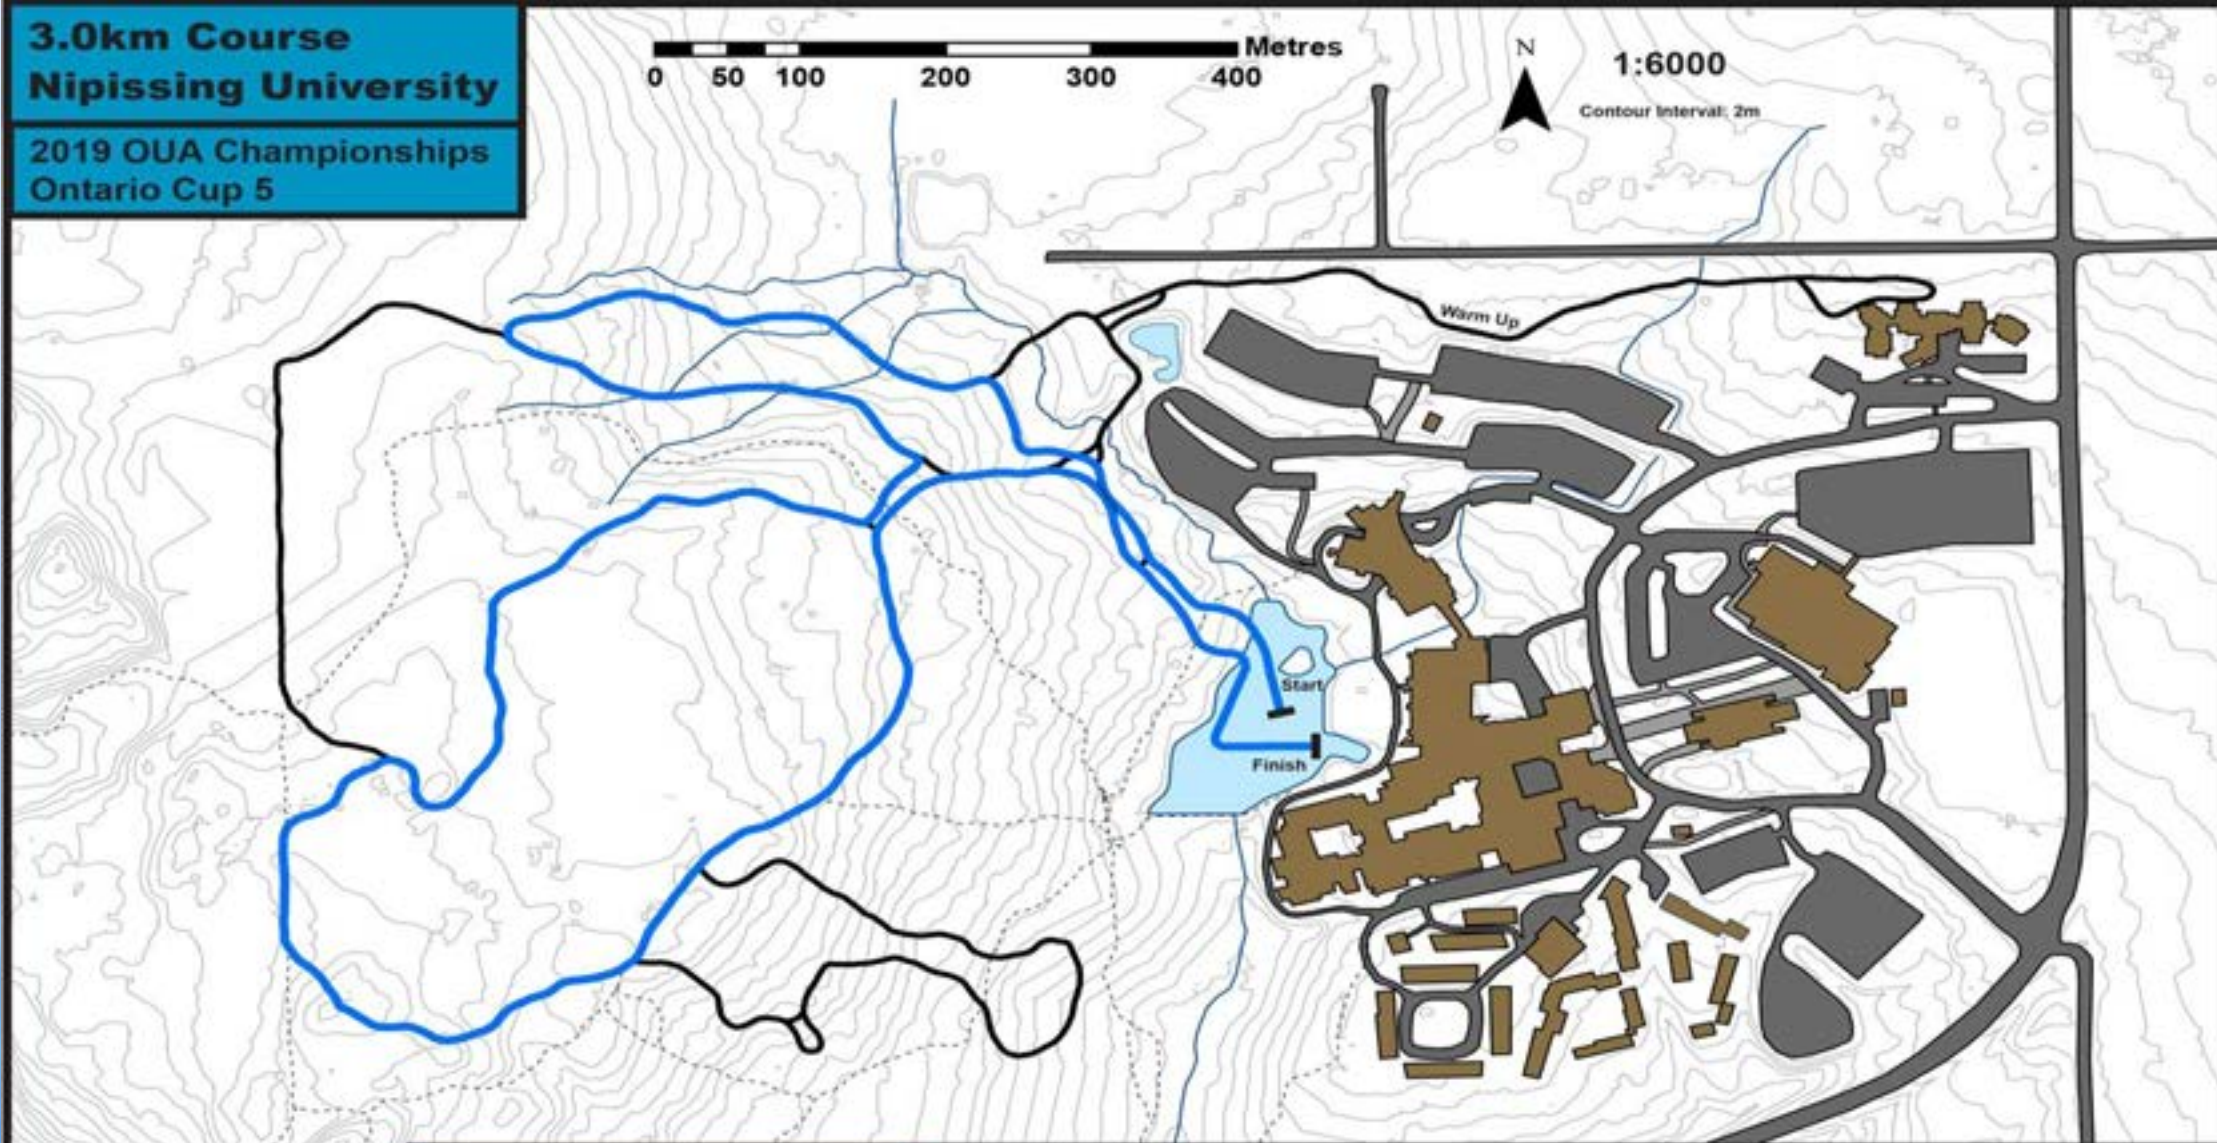 3.0km Course
Nipissing University
2019 OUA Championships
Ontario Cup 5
Metres
0 50 100 200 300 400
N
1:6000
Contour Interval: 2m
Warm Up
Start
Finish